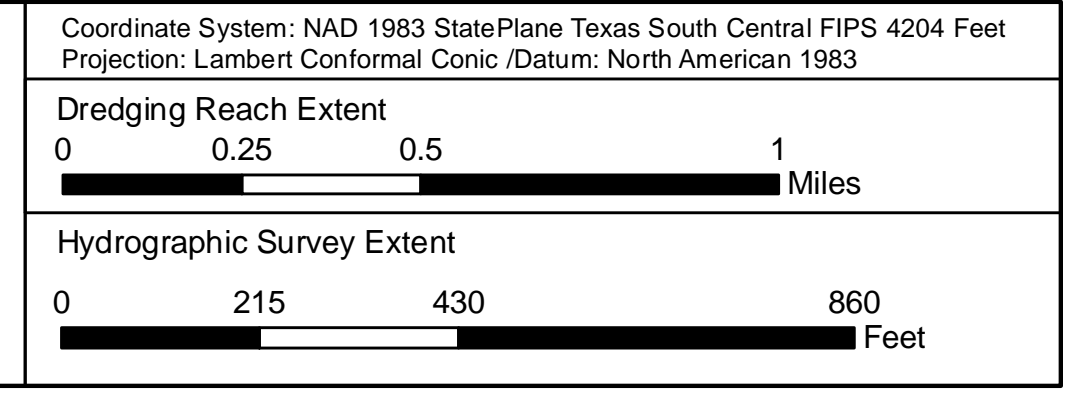 Coordinate System: NAD 1983 StatePlane Texas South Central FIPS 4204 Feet
Projection: Lambert Conformal Conic /Datum: North American 1983
Dredging Reach Extent
0 0.25 0.5 1
Miles
Hydrographic Survey Extent
0 215 430 860
Feet